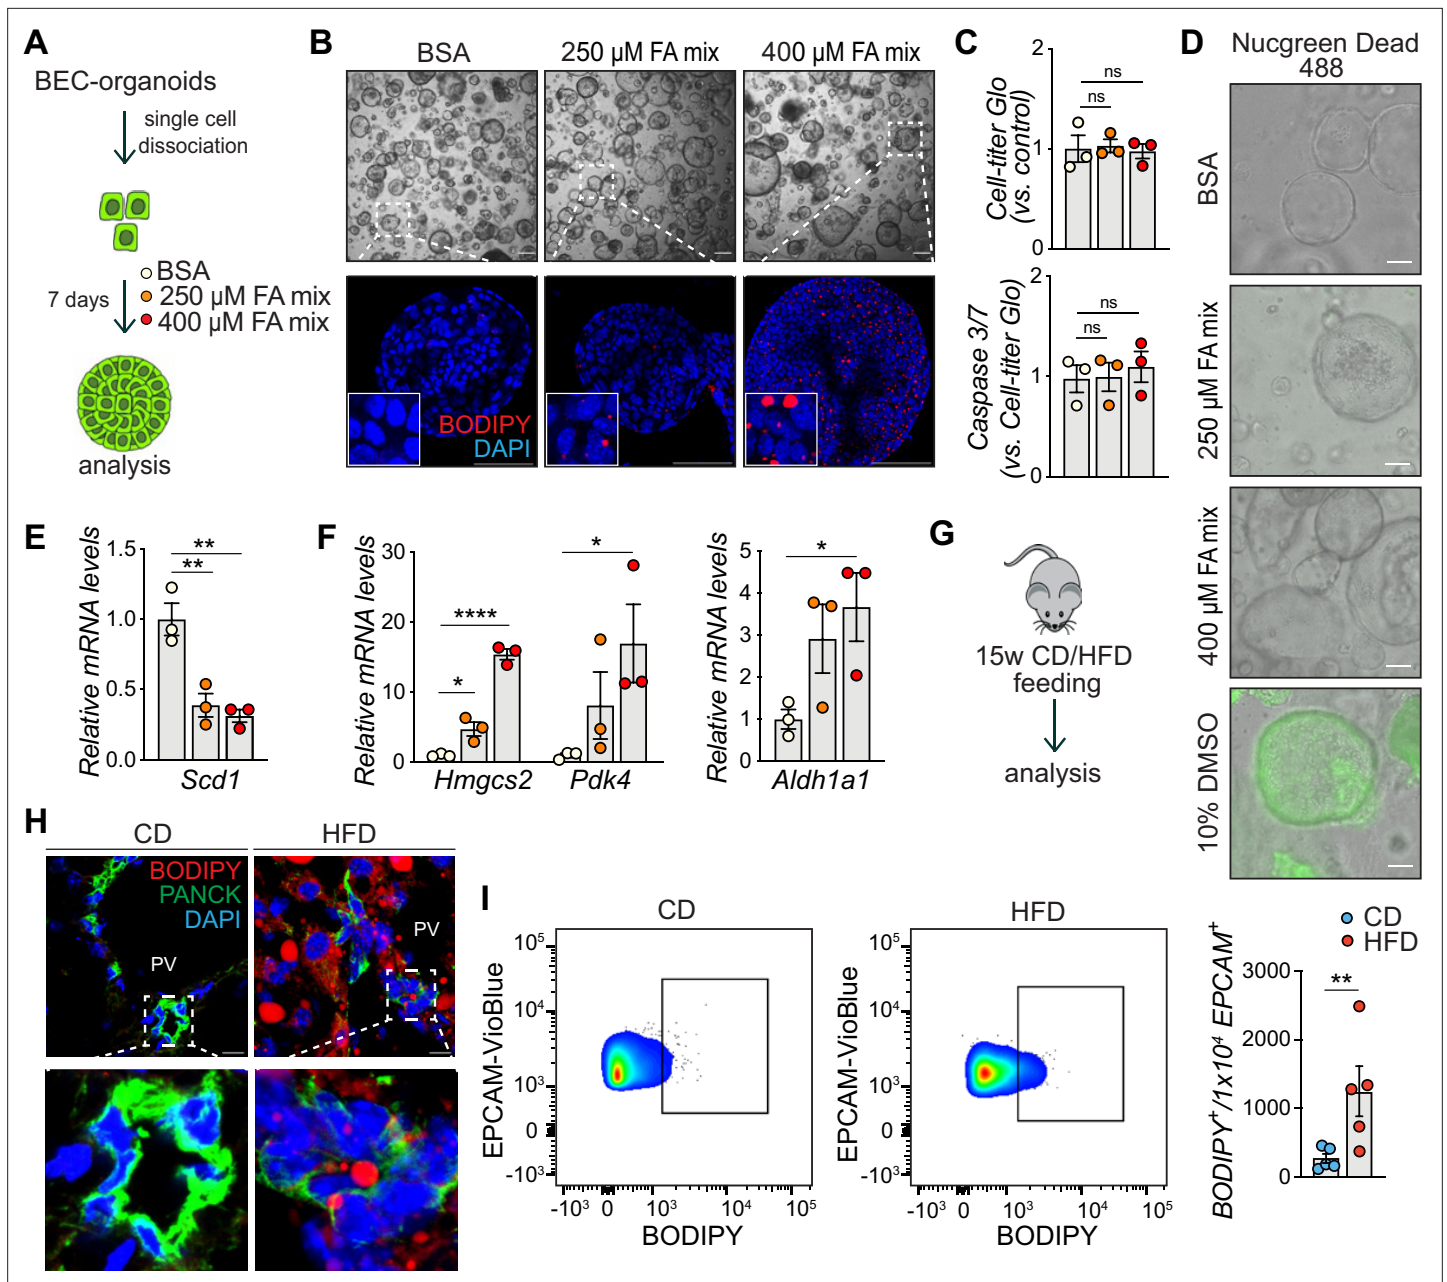 A
BEC-organoids
single cell
dissociation
7 days
BSA
250 µM FA mix
400 µM FA mix
analysis
B
BSA
250 µM FA mix
400 µM FA mix
BODIPY
DAPI
C
Cell-titer Glo
(vs. control)
2
1
0
ns
ns
Caspase 3/7
(vs. Cell-titer Glo)
2
1
0
ns
ns
D
Nucgreen Dead
488
BSA
250 µM FA mix
400 µM FA mix
10% DMSO
E
Relative mRNA levels
1.5
1.0
0.5
0.0
**
**
Scd1
F
Relative mRNA levels
30
20
10
0
****
*
*
Hmgcs2
Pdk4
Relative mRNA levels
5
4
3
2
1
0
*
Aldh1a1
G
15w CD/HFD
feeding
analysis
H
CD
HFD
BODIPY
PANCK
DAPI
PV
PV
I
CD
EPCAM-VioBlue
10⁵
10⁴
10³
0
-10³
-10³ 0 10³ 10⁴ 10⁵
BODIPY
HFD
EPCAM-VioBlue
10⁵
10⁴
10³
0
-10³
-10³ 0 10³ 10⁴ 10⁵
BODIPY
CD
HFD
BODIPY⁺/1x10⁴ EPCAM⁺
3000
2000
1000
0
**